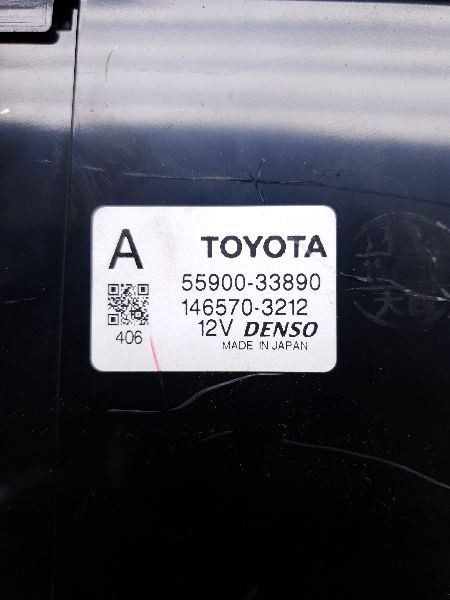 A
TOYOTA
55900-33890
146570-3212
12V DENSO
MADE IN JAPAN
406